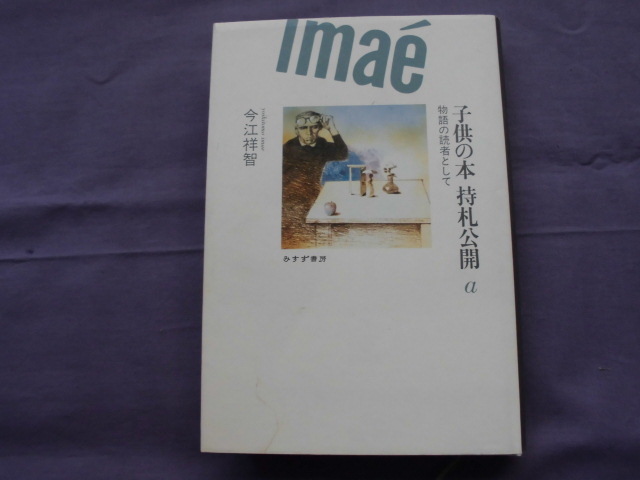 Imaé
子供の本 持札公開 a
物語の読者として
今江祥智
みすず書房